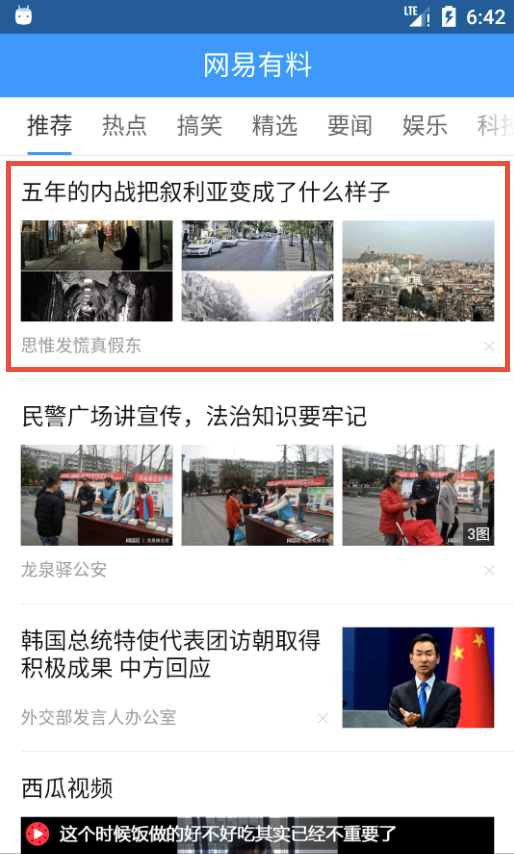 LTE 6:42
网易有料
推荐 热点 搞笑 精选 要闻 娱乐 科技
五年的内战把叙利亚变成了什么样子
思惟发慌真假东
民警广场讲宣传，法治知识要牢记
3图
龙泉驿公安
韩国总统特使代表团访朝取得
积极成果 中方回应
外交部发言人办公室
西瓜视频
这个时候饭做的好不好吃其实已经不重要了